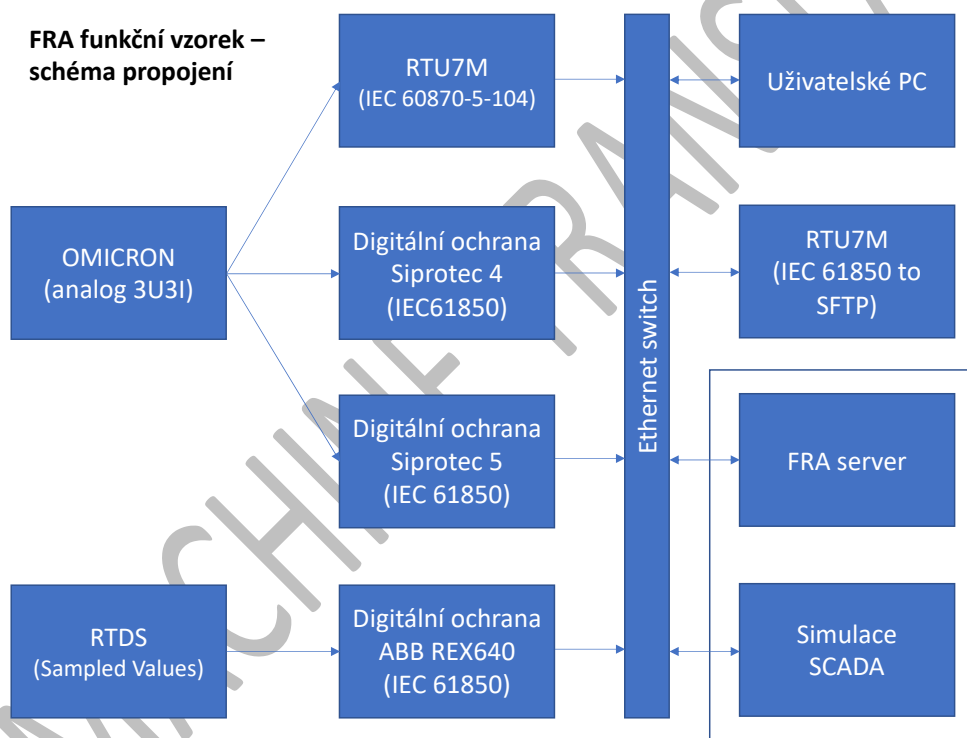 FRA funkční vzorek –
schéma propojení
RTU7M
(IEC 60870-5-104)
Uživatelské PC
OMICRON
(analog 3U3I)
Digitální ochrana
Siprotec 4
(IEC61850)
RTU7M
(IEC 61850 to
SFTP)
Ethernet switch
Digitální ochrana
Siprotec 5
(IEC 61850)
FRA server
RTDS
(Sampled Values)
Digitální ochrana
ABB REX640
(IEC 61850)
Simulace
SCADA